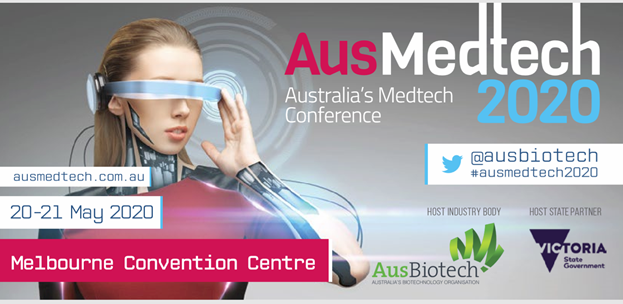 AusMedtech
2020
Australia's Medtech
Conference
@ausbiotech
#ausmedtech2020
ausmedtech.com.au
20-21 May 2020
Melbourne Convention Centre
HOST INDUSTRY BODY
AusBiotech
AUSTRALIA'S BIOTECHNOLOGY ORGANISATION
HOST STATE PARTNER
VICTORIA
State
Government